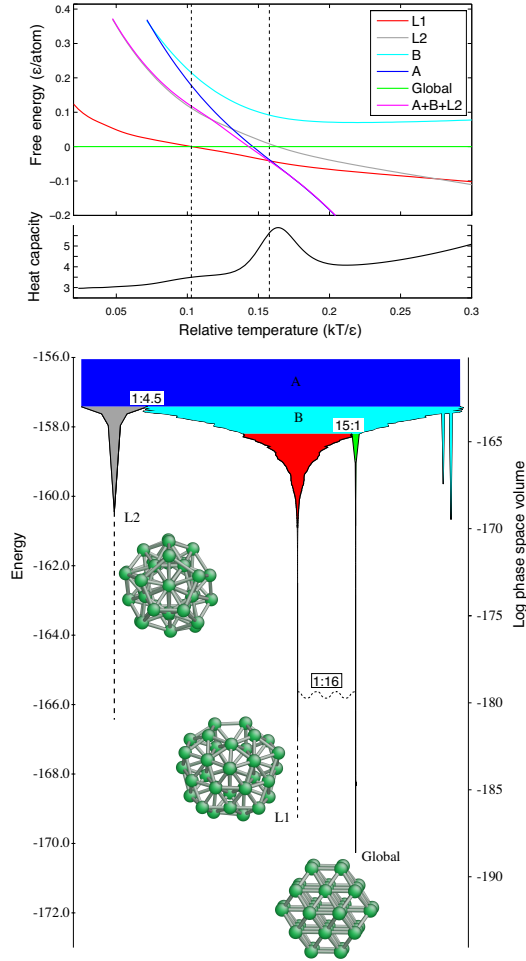 0.4
0.3
0.2
0.1
0
−0.1
−0.2
Free energy (ε/atom)
L1
L2
B
A
Global
A+B+L2
5
4
3
Heat capacity
0.05
0.1
0.15
0.2
0.25
0.3
Relative temperature (kT/ε)
-156.0
-158.0
-160.0
-162.0
-164.0
-166.0
-168.0
-170.0
-172.0
Energy
A
1:4.5
B
15:1
L2
1:16
L1
Global
-165
-170
-175
-180
-185
-190
Log phase space volume